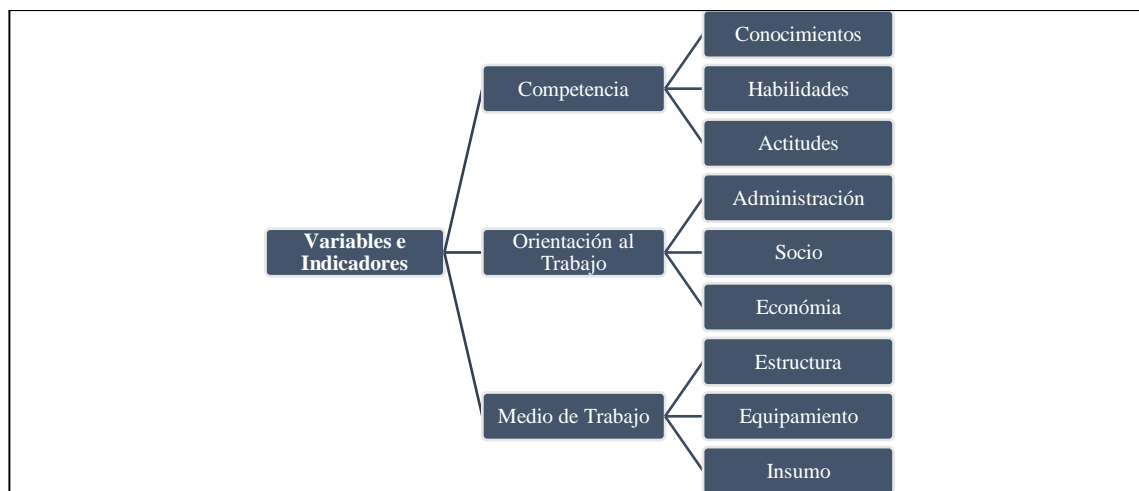 Variables e
Indicadores
Competencia
Conocimientos
Habilidades
Actitudes
Orientación al
Trabajo
Administración
Socio
Económia
Medio de Trabajo
Estructura
Equipamiento
Insumo